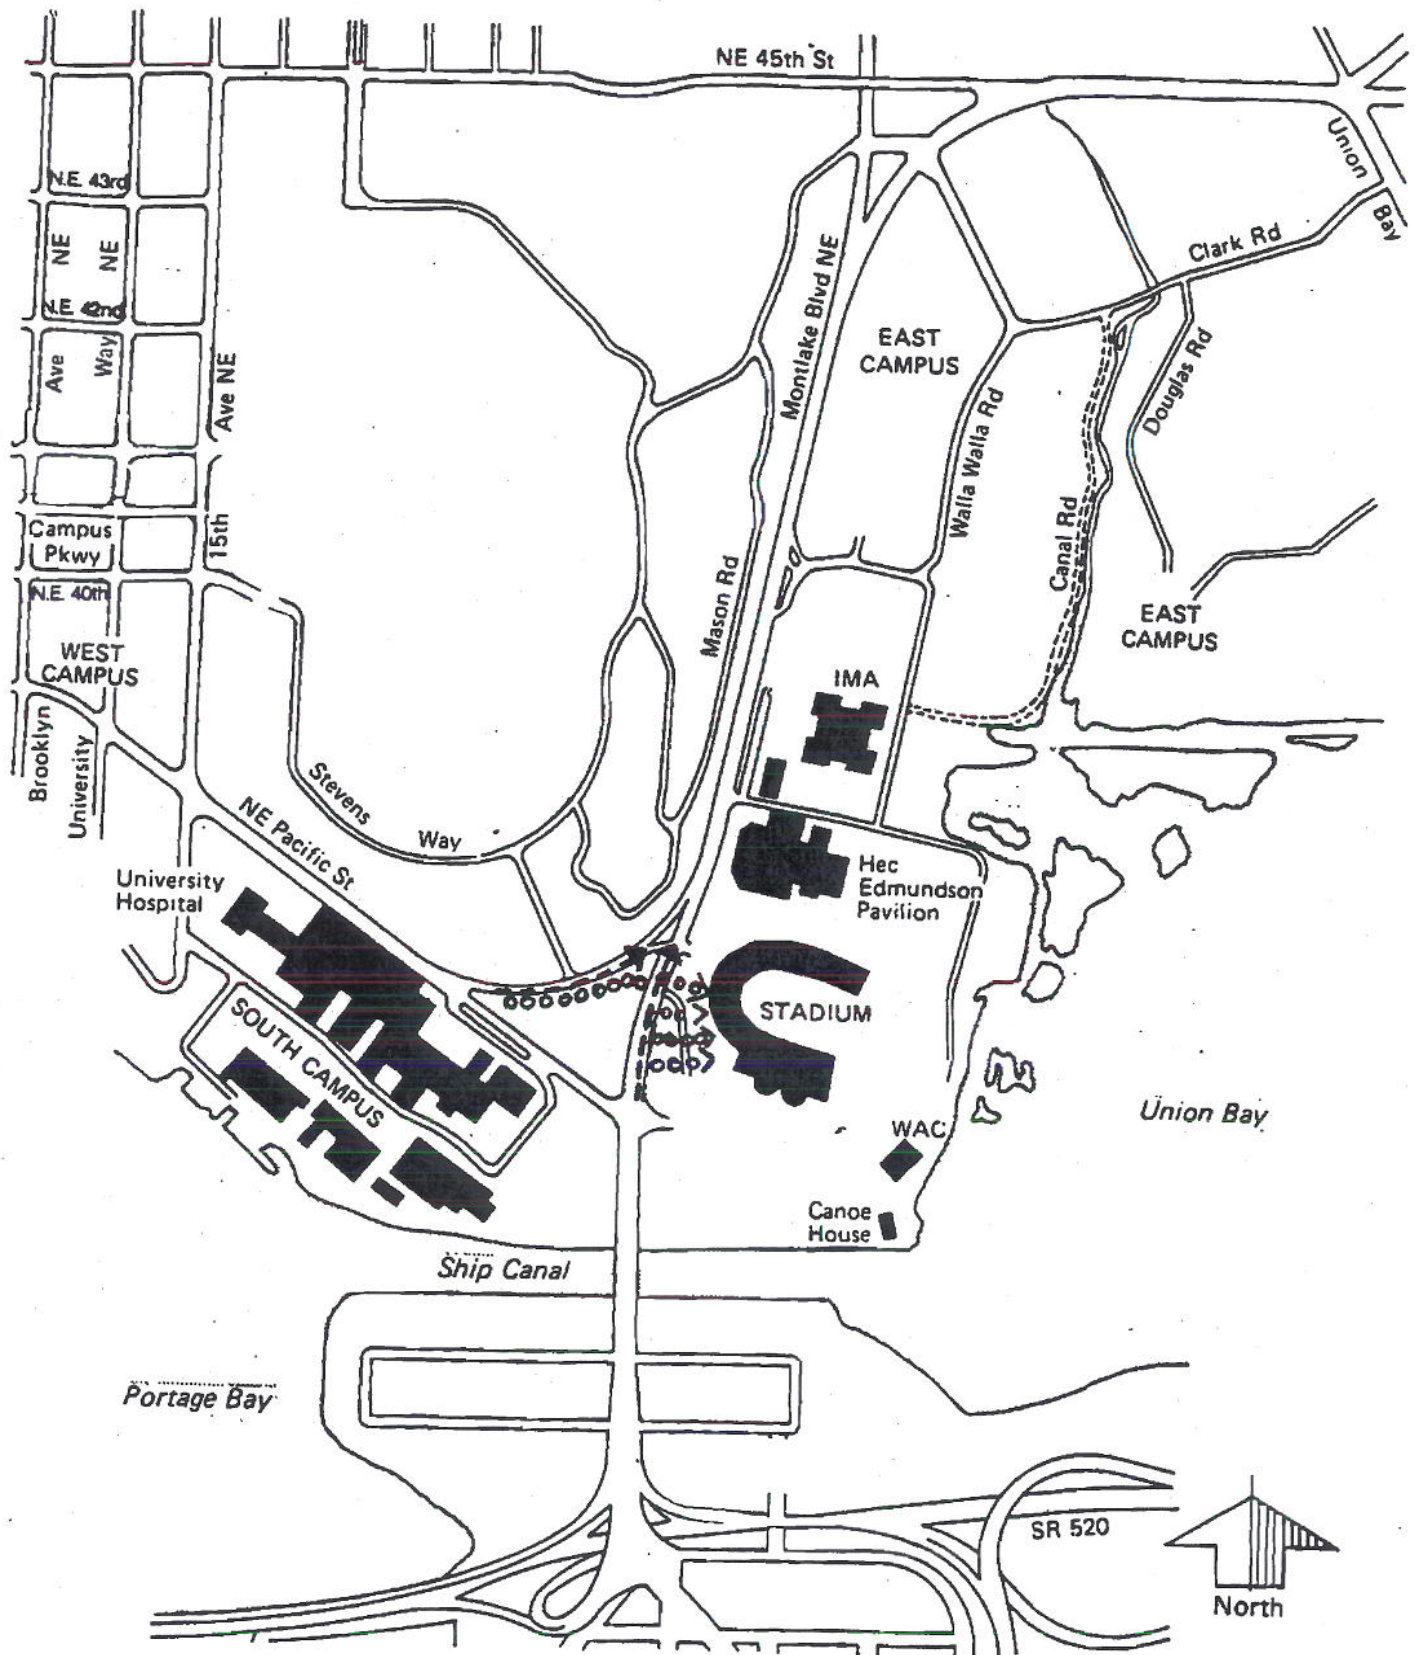 NE 45th St
Union
Bay
N.E. 43rd
NE
NE
N.E. 42nd
Ave
Way
Ave NE
15th
Campus
Pkwy
N.E. 40th
WEST
CAMPUS
Brooklyn
University
Montlake Blvd NE
EAST
CAMPUS
Clark Rd
Douglas Rd
Walla Walla Rd
Canal Rd
Mason Rd
EAST
CAMPUS
IMA
Stevens
Way
NE Pacific St
University
Hospital
Hec
Edmundson
Pavilion
STADIUM
SOUTH CAMPUS
Union Bay
WAC
Canoe
House
Ship Canal
Portage Bay
SR 520
North